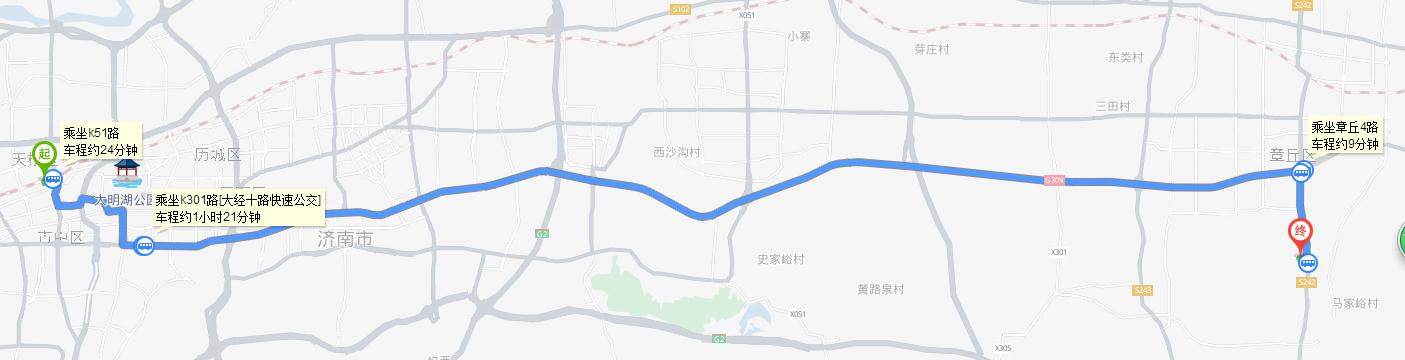 S102
X051
S242
小寨
芽庄村
东类村
三田村
乘坐k51路
车程约24分钟
乘坐章丘4路
车程约9分钟
起
历城区
西沙沟村
章丘区
G309
大明湖公园
乘坐k301路[大经十路快速公交]
车程约1小时21分钟
市中区
济南市
G2
终
X301
史家峪村
黄路泉村
S243
S242
马家峪村
X051
G2
X305